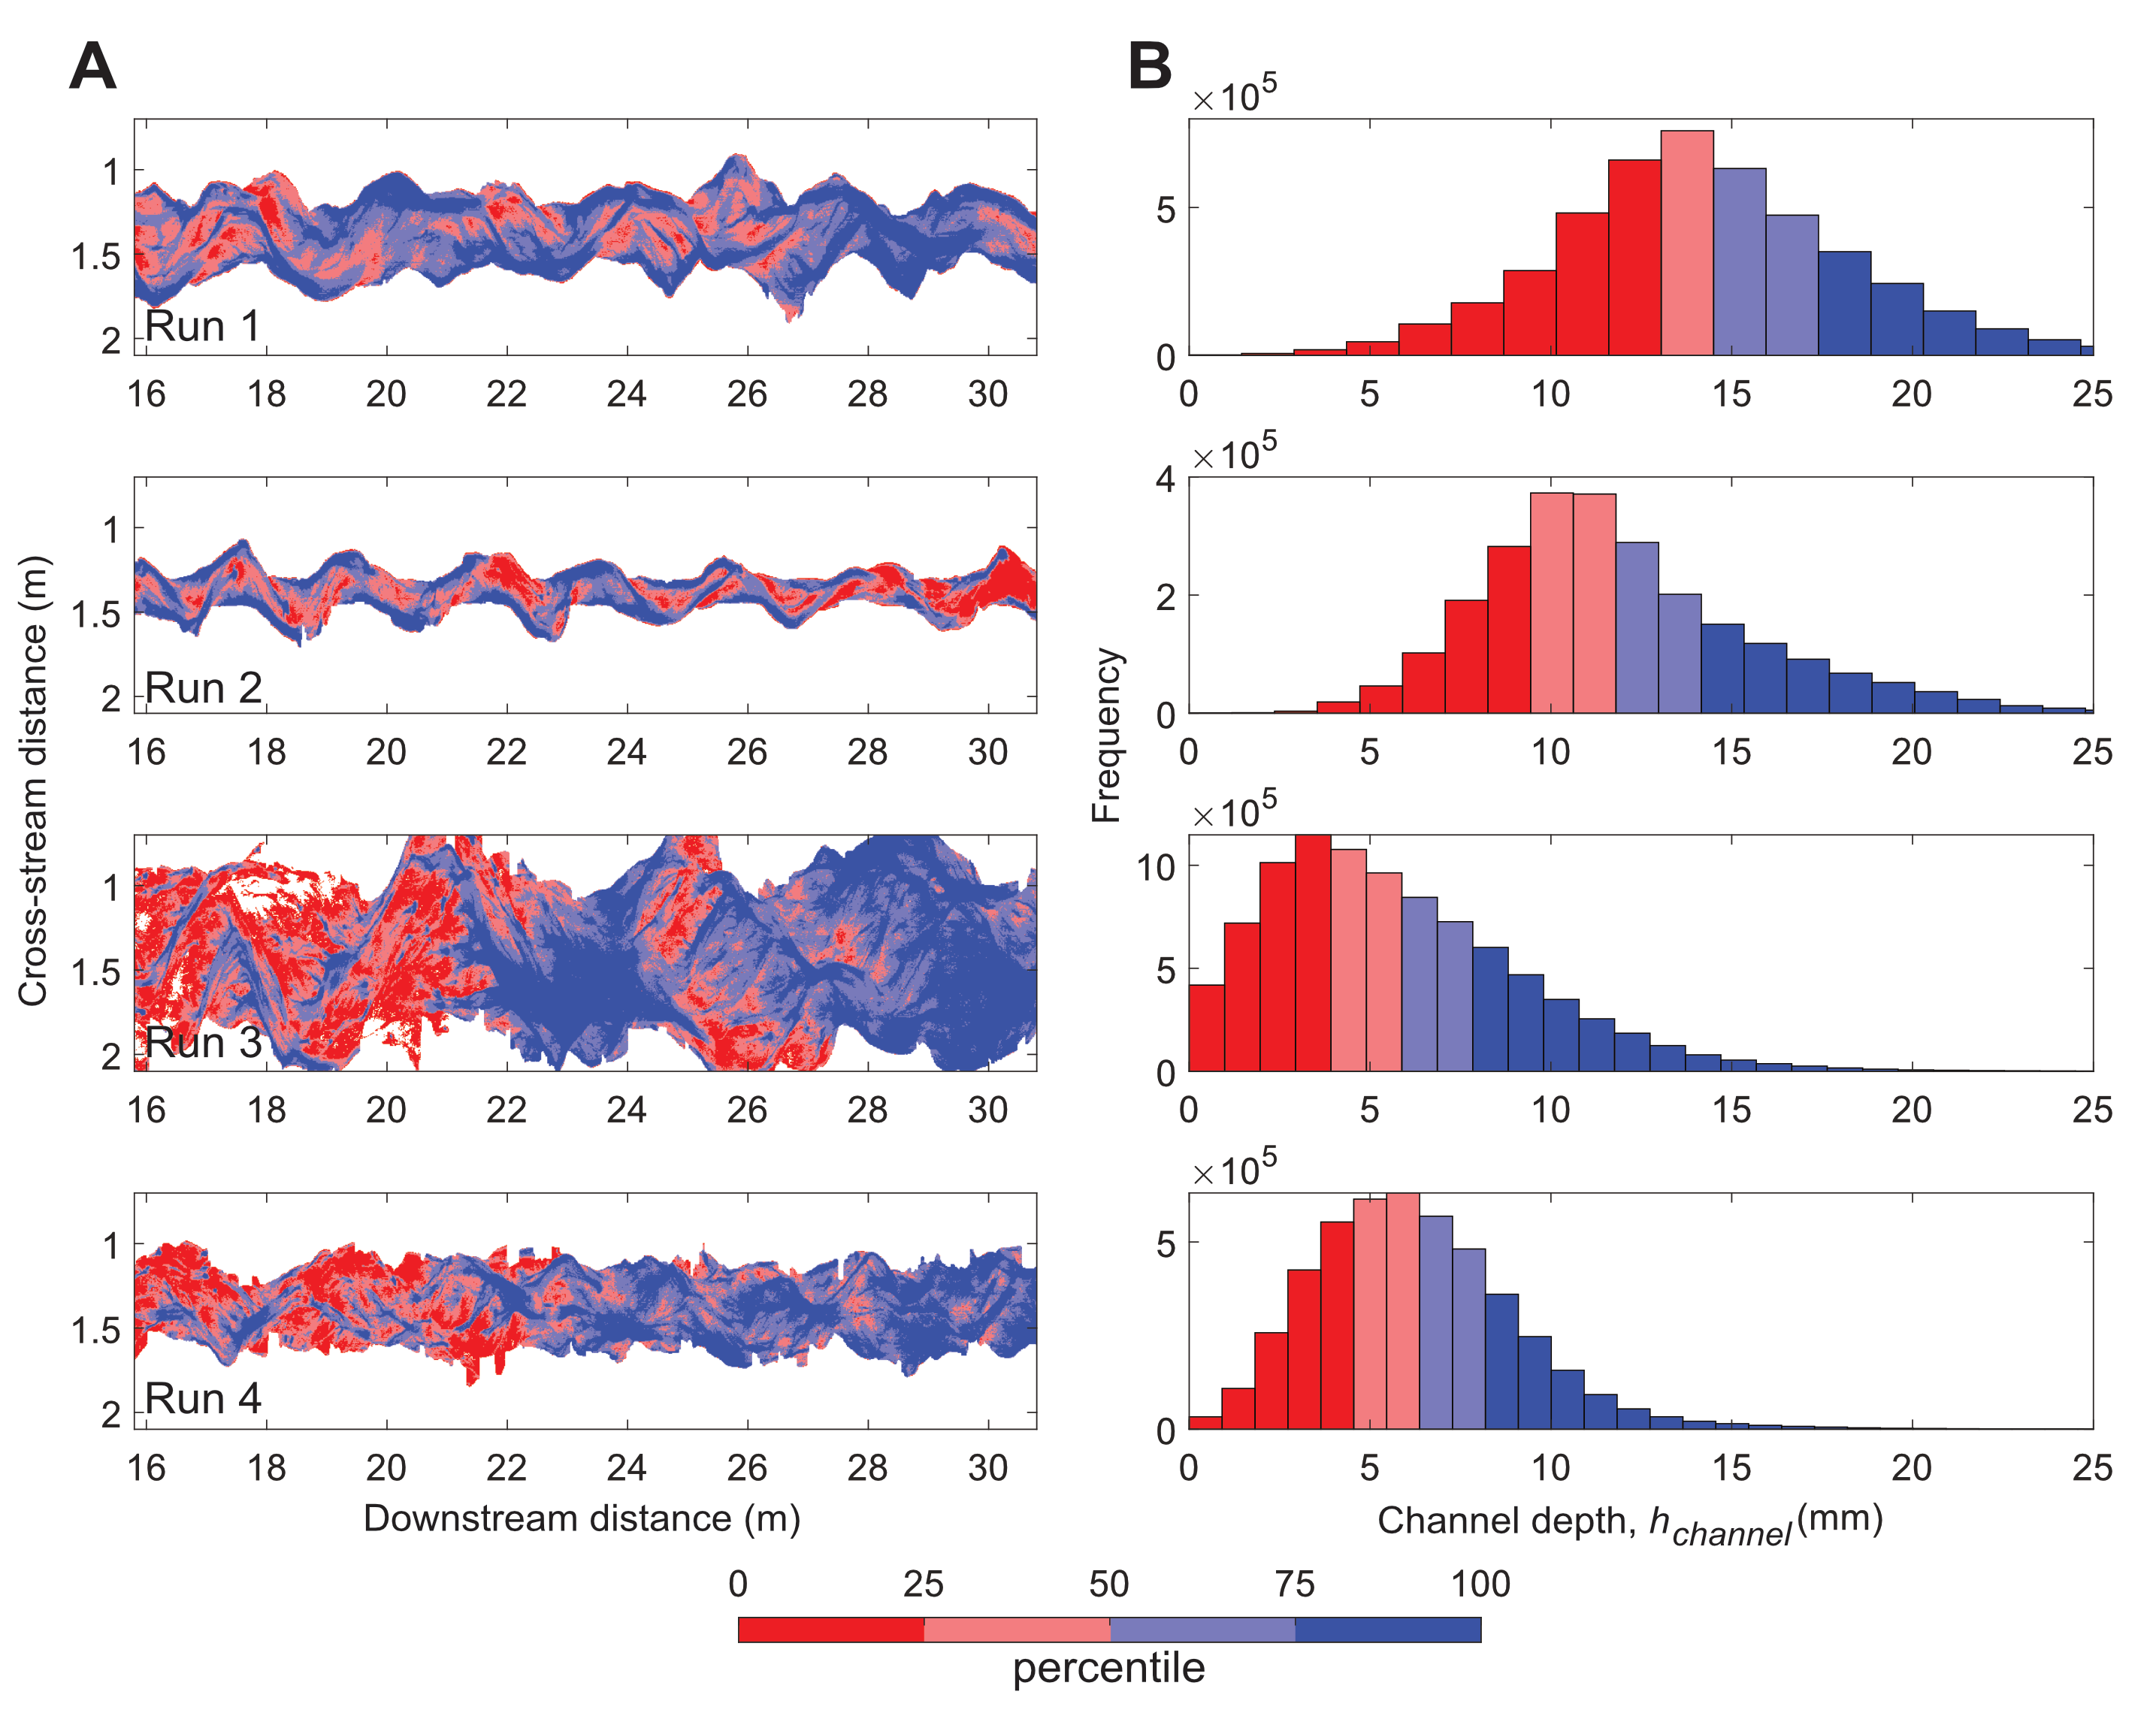 A
B
×10⁵
1
1.5
2
Run 1
16 18 20 22 24 26 28 30
5
0
0 5 10 15 20 25
×10⁵
1
1.5
2
Run 2
16 18 20 22 24 26 28 30
4
2
0
0 5 10 15 20 25
Cross-stream distance (m)
Frequency
×10⁵
1
1.5
2
Run 3
16 18 20 22 24 26 28 30
10
5
0
0 5 10 15 20 25
×10⁵
1
1.5
2
Run 4
16 18 20 22 24 26 28 30
5
0
0 5 10 15 20 25
Downstream distance (m)
Channel depth, h channel (mm)
0 25 50 75 100
percentile